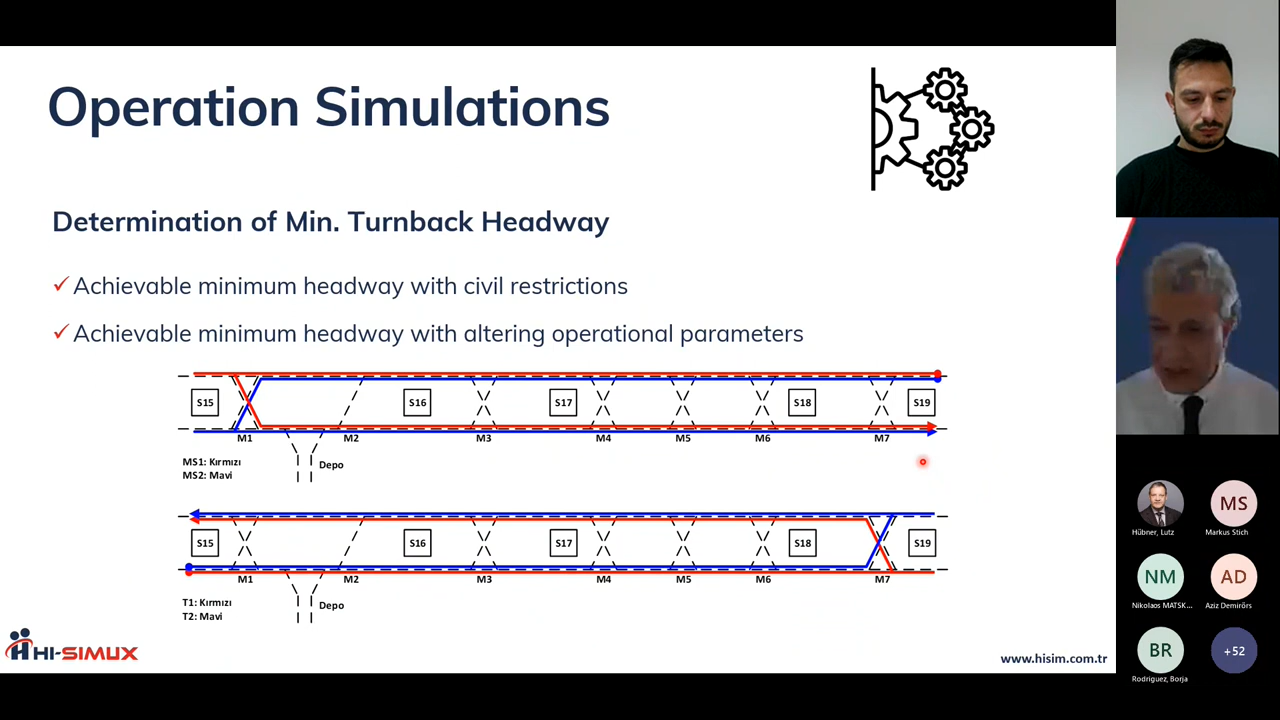 Operation Simulations
Determination of Min. Turnback Headway
✓ Achievable minimum headway with civil restrictions
✓ Achievable minimum headway with altering operational parameters
S15 S16 S17 S18 S19
M1 M2 M3 M4 M5 M6 M7
MS1: Kırmızı
MS2: Mavi
Depo
S15 S16 S17 S18 S19
M1 M2 M3 M4 M5 M6 M7
T1: Kırmızı
T2: Mavi
Depo
HI-SIMUX
www.hisim.com.tr
MS
Hübner, Lutz
Markus Stich
NM
AD
Nikolaos MATSK...
Aziz Demirörs
BR
+52
Rodriguez, Borja